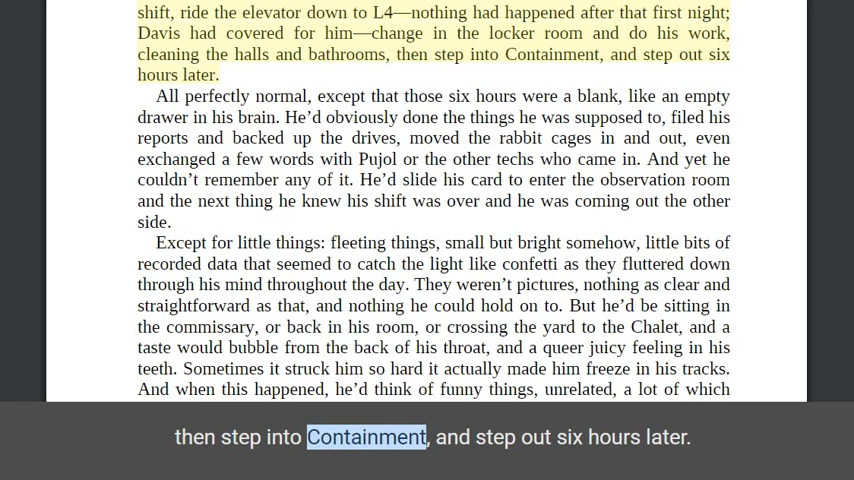 shift, ride the elevator down to L4—nothing had happened after that first night;
Davis had covered for him—change in the locker room and do his work,
cleaning the halls and bathrooms, then step into Containment, and step out six
hours later.
All perfectly normal, except that those six hours were a blank, like an empty
drawer in his brain. He’d obviously done the things he was supposed to, filed his
reports and backed up the drives, moved the rabbit cages in and out, even
exchanged a few words with Pujol or the other techs who came in. And yet he
couldn’t remember any of it. He’d slide his card to enter the observation room
and the next thing he knew his shift was over and he was coming out the other
side.
Except for little things: fleeting things, small but bright somehow, little bits of
recorded data that seemed to catch the light like confetti as they fluttered down
through his mind throughout the day. They weren’t pictures, nothing as clear and
straightforward as that, and nothing he could hold on to. But he’d be sitting in
the commissary, or back in his room, or crossing the yard to the Chalet, and a
taste would bubble from the back of his throat, and a queer juicy feeling in his
teeth. Sometimes it struck him so hard it actually made him freeze in his tracks.
And when this happened, he’d think of funny things, unrelated, a lot of which
then step into Containment, and step out six hours later.